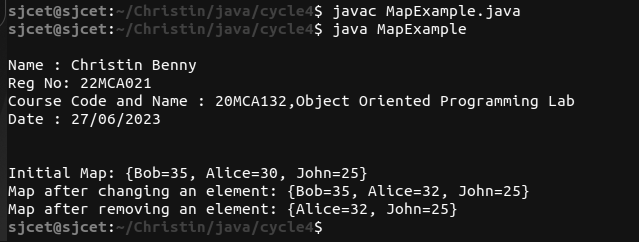 sjcet@sjcet:~/Christin/java/cycle4$ javac MapExample.java
sjcet@sjcet:~/Christin/java/cycle4$ java MapExample
Name : Christin Benny
Reg No: 22MCA021
Course Code and Name : 20MCA132,Object Oriented Programming Lab
Date : 27/06/2023
Initial Map: {Bob=35, Alice=30, John=25}
Map after changing an element: {Bob=35, Alice=32, John=25}
Map after removing an element: {Alice=32, John=25}
sjcet@sjcet:~/Christin/java/cycle4$